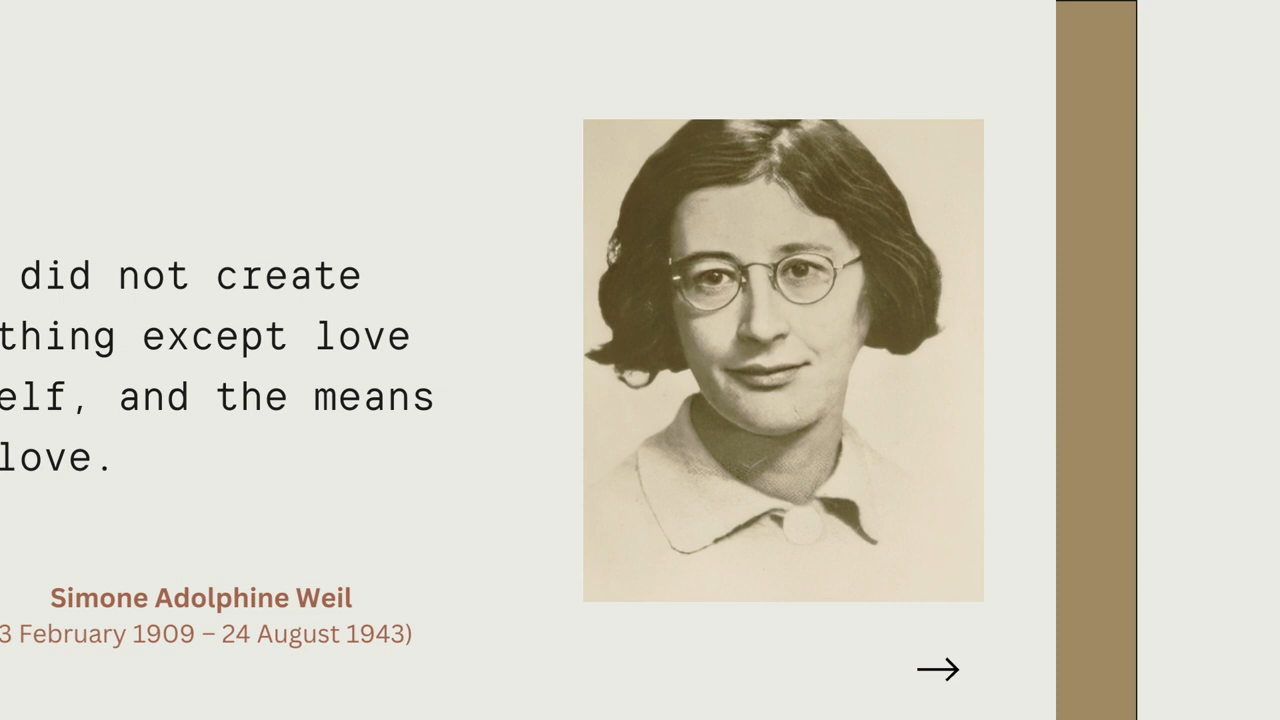 did not create
thing except love
elf, and the means
love.
Simone Adolphine Weil
3 February 1909 – 24 August 1943)